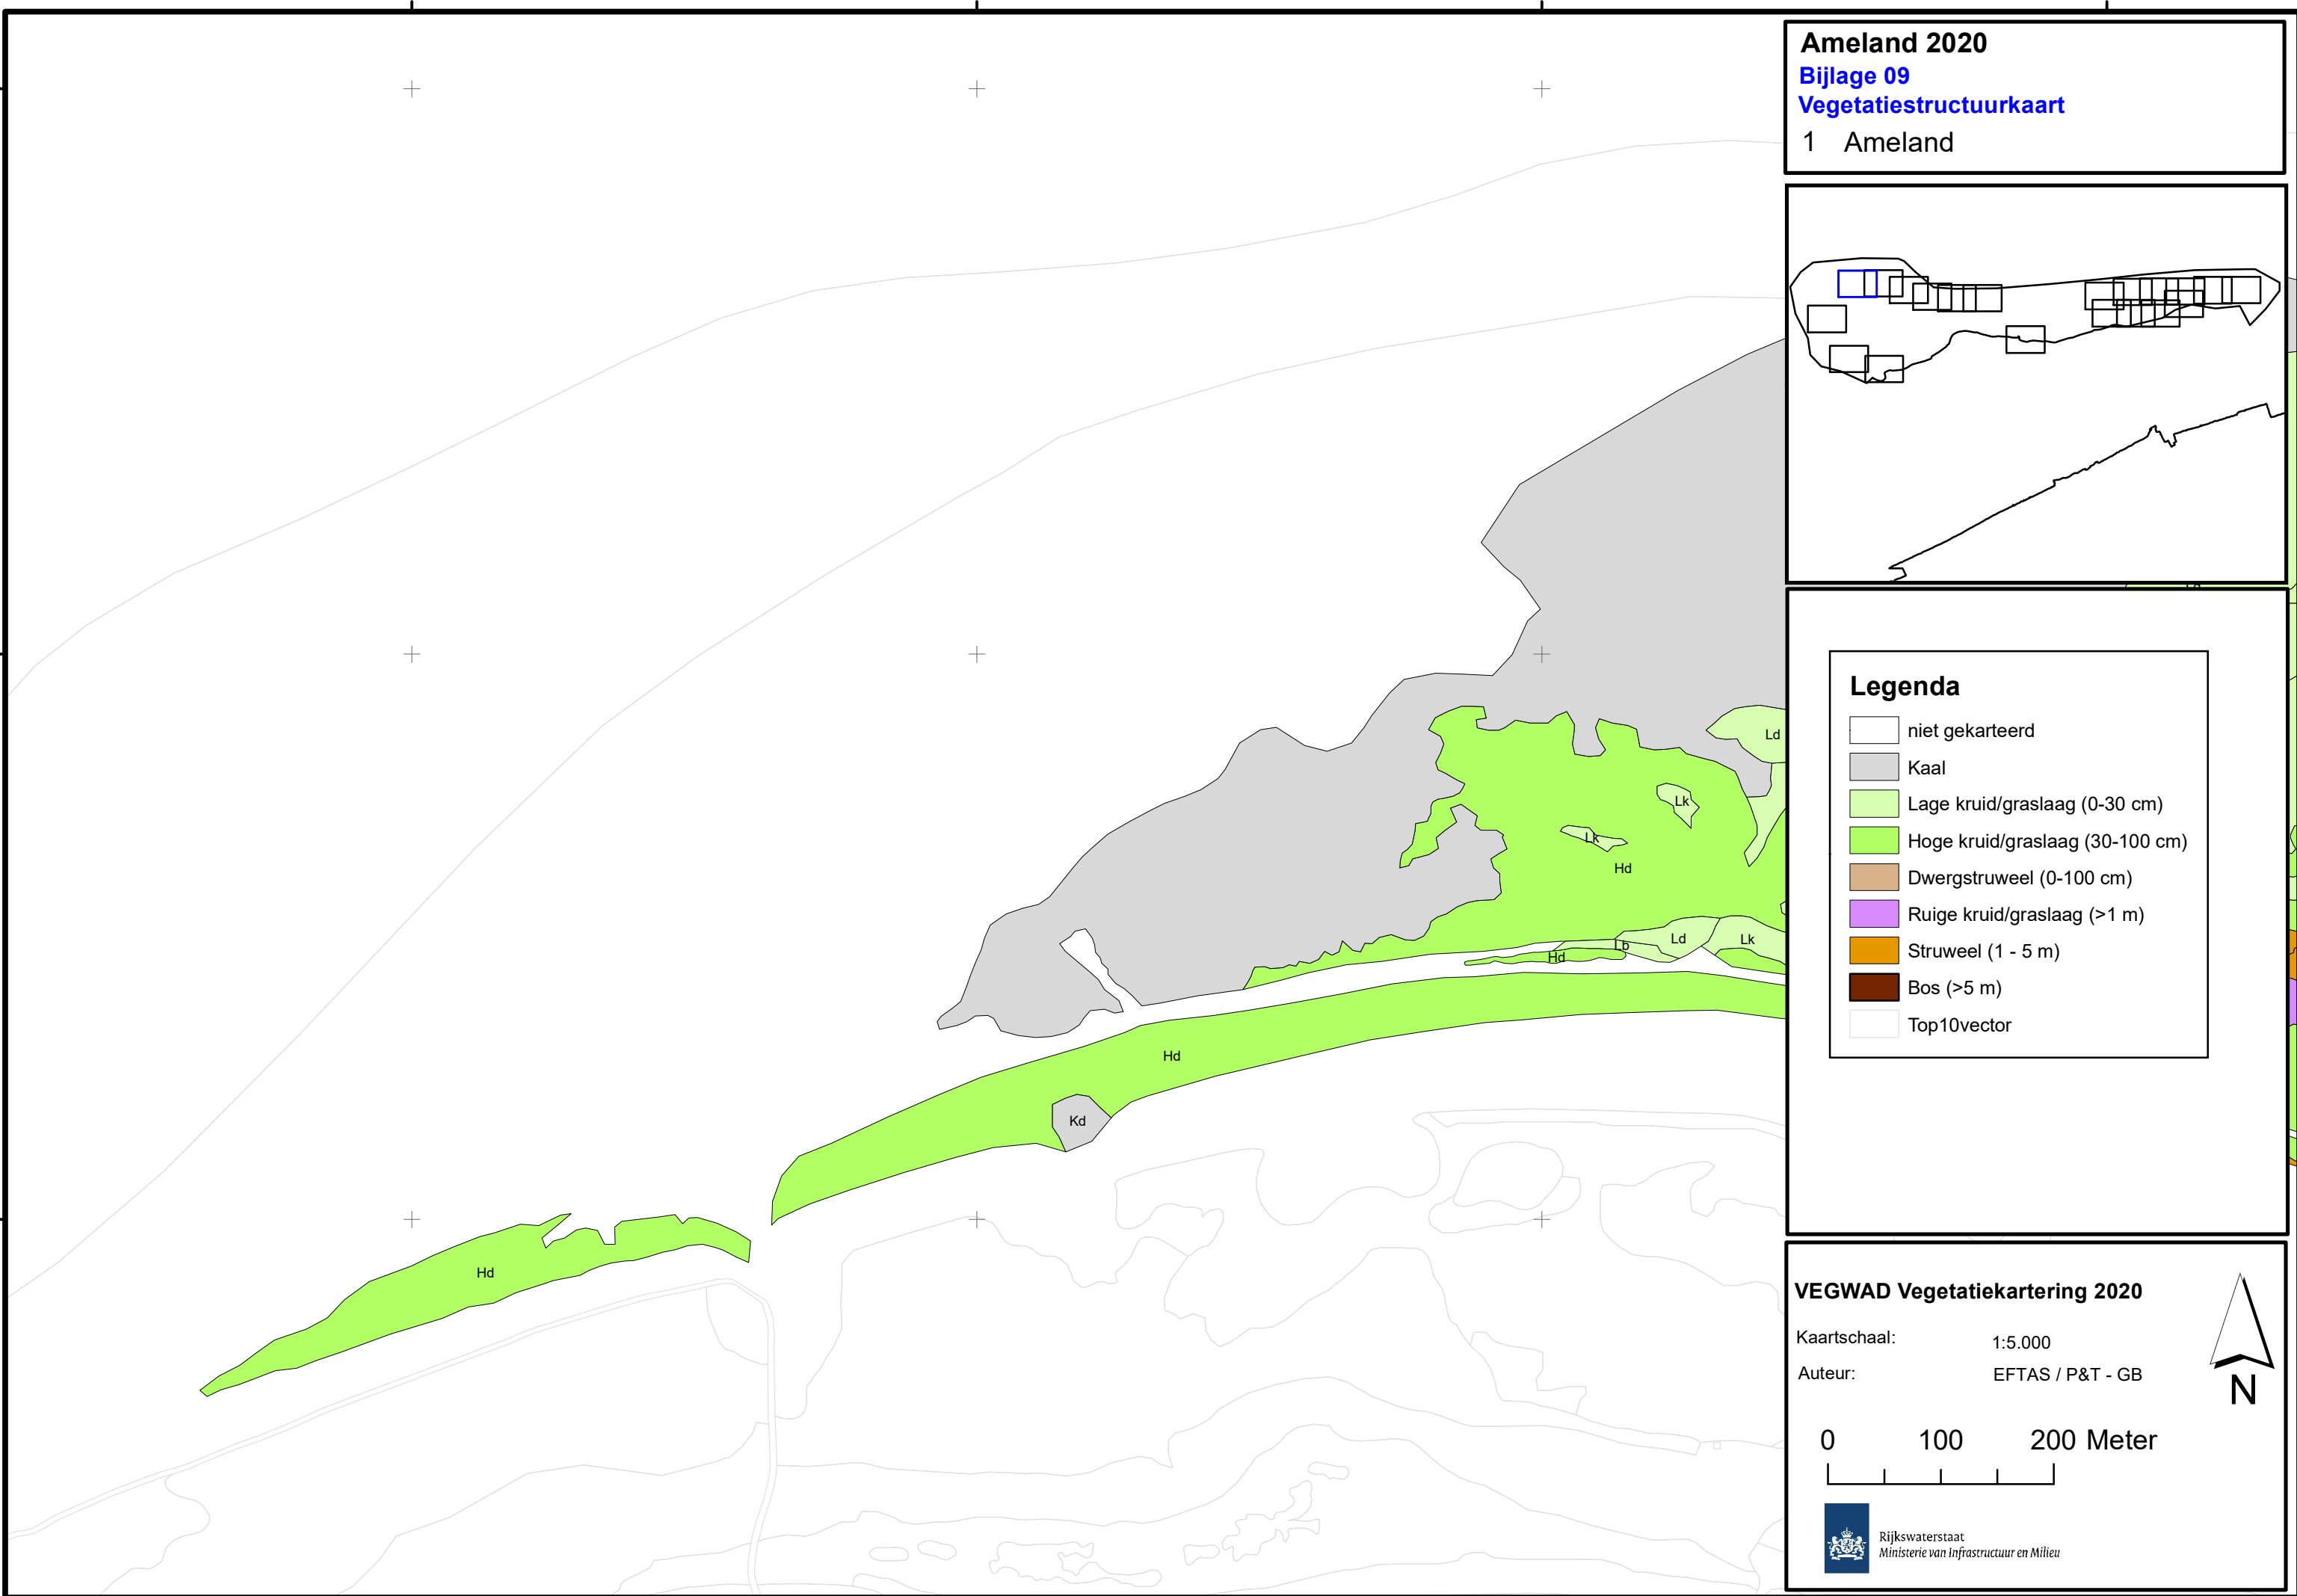 Ameland 2020
Bijlage 09
Vegetatiestructuurkaart
1 Ameland
Ld
Lk
Lk
Hd
Lb
Ld
Lk
Hd
Hd
Kd
Hd
Legenda
niet gekarteerd
Kaal
Lage kruid/graslaag (0-30 cm)
Hoge kruid/graslaag (30-100 cm)
Dwergstruweel (0-100 cm)
Ruige kruid/graslaag (>1 m)
Struweel (1 - 5 m)
Bos (>5 m)
Top10vector
VEGWAD Vegetatiekartering 2020
Kaartschaal: 1:5.000
Auteur: EFTAS / P&T - GB
N
0 100 200 Meter
Rijkswaterstaat
Ministerie van Infrastructuur en Milieu